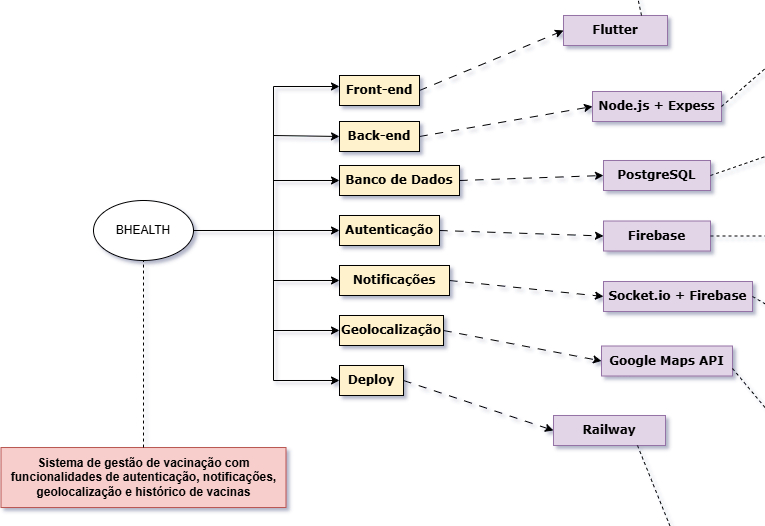 Flutter
Front-end
Node.js + Expess
Back-end
Banco de Dados
PostgreSQL
BHEALTH
Autenticação
Firebase
Notificações
Socket.io + Firebase
Geolocalização
Google Maps API
Deploy
Railway
Sistema de gestão de vacinação com
funcionalidades de autenticação, notificações,
geolocalização e histórico de vacinas